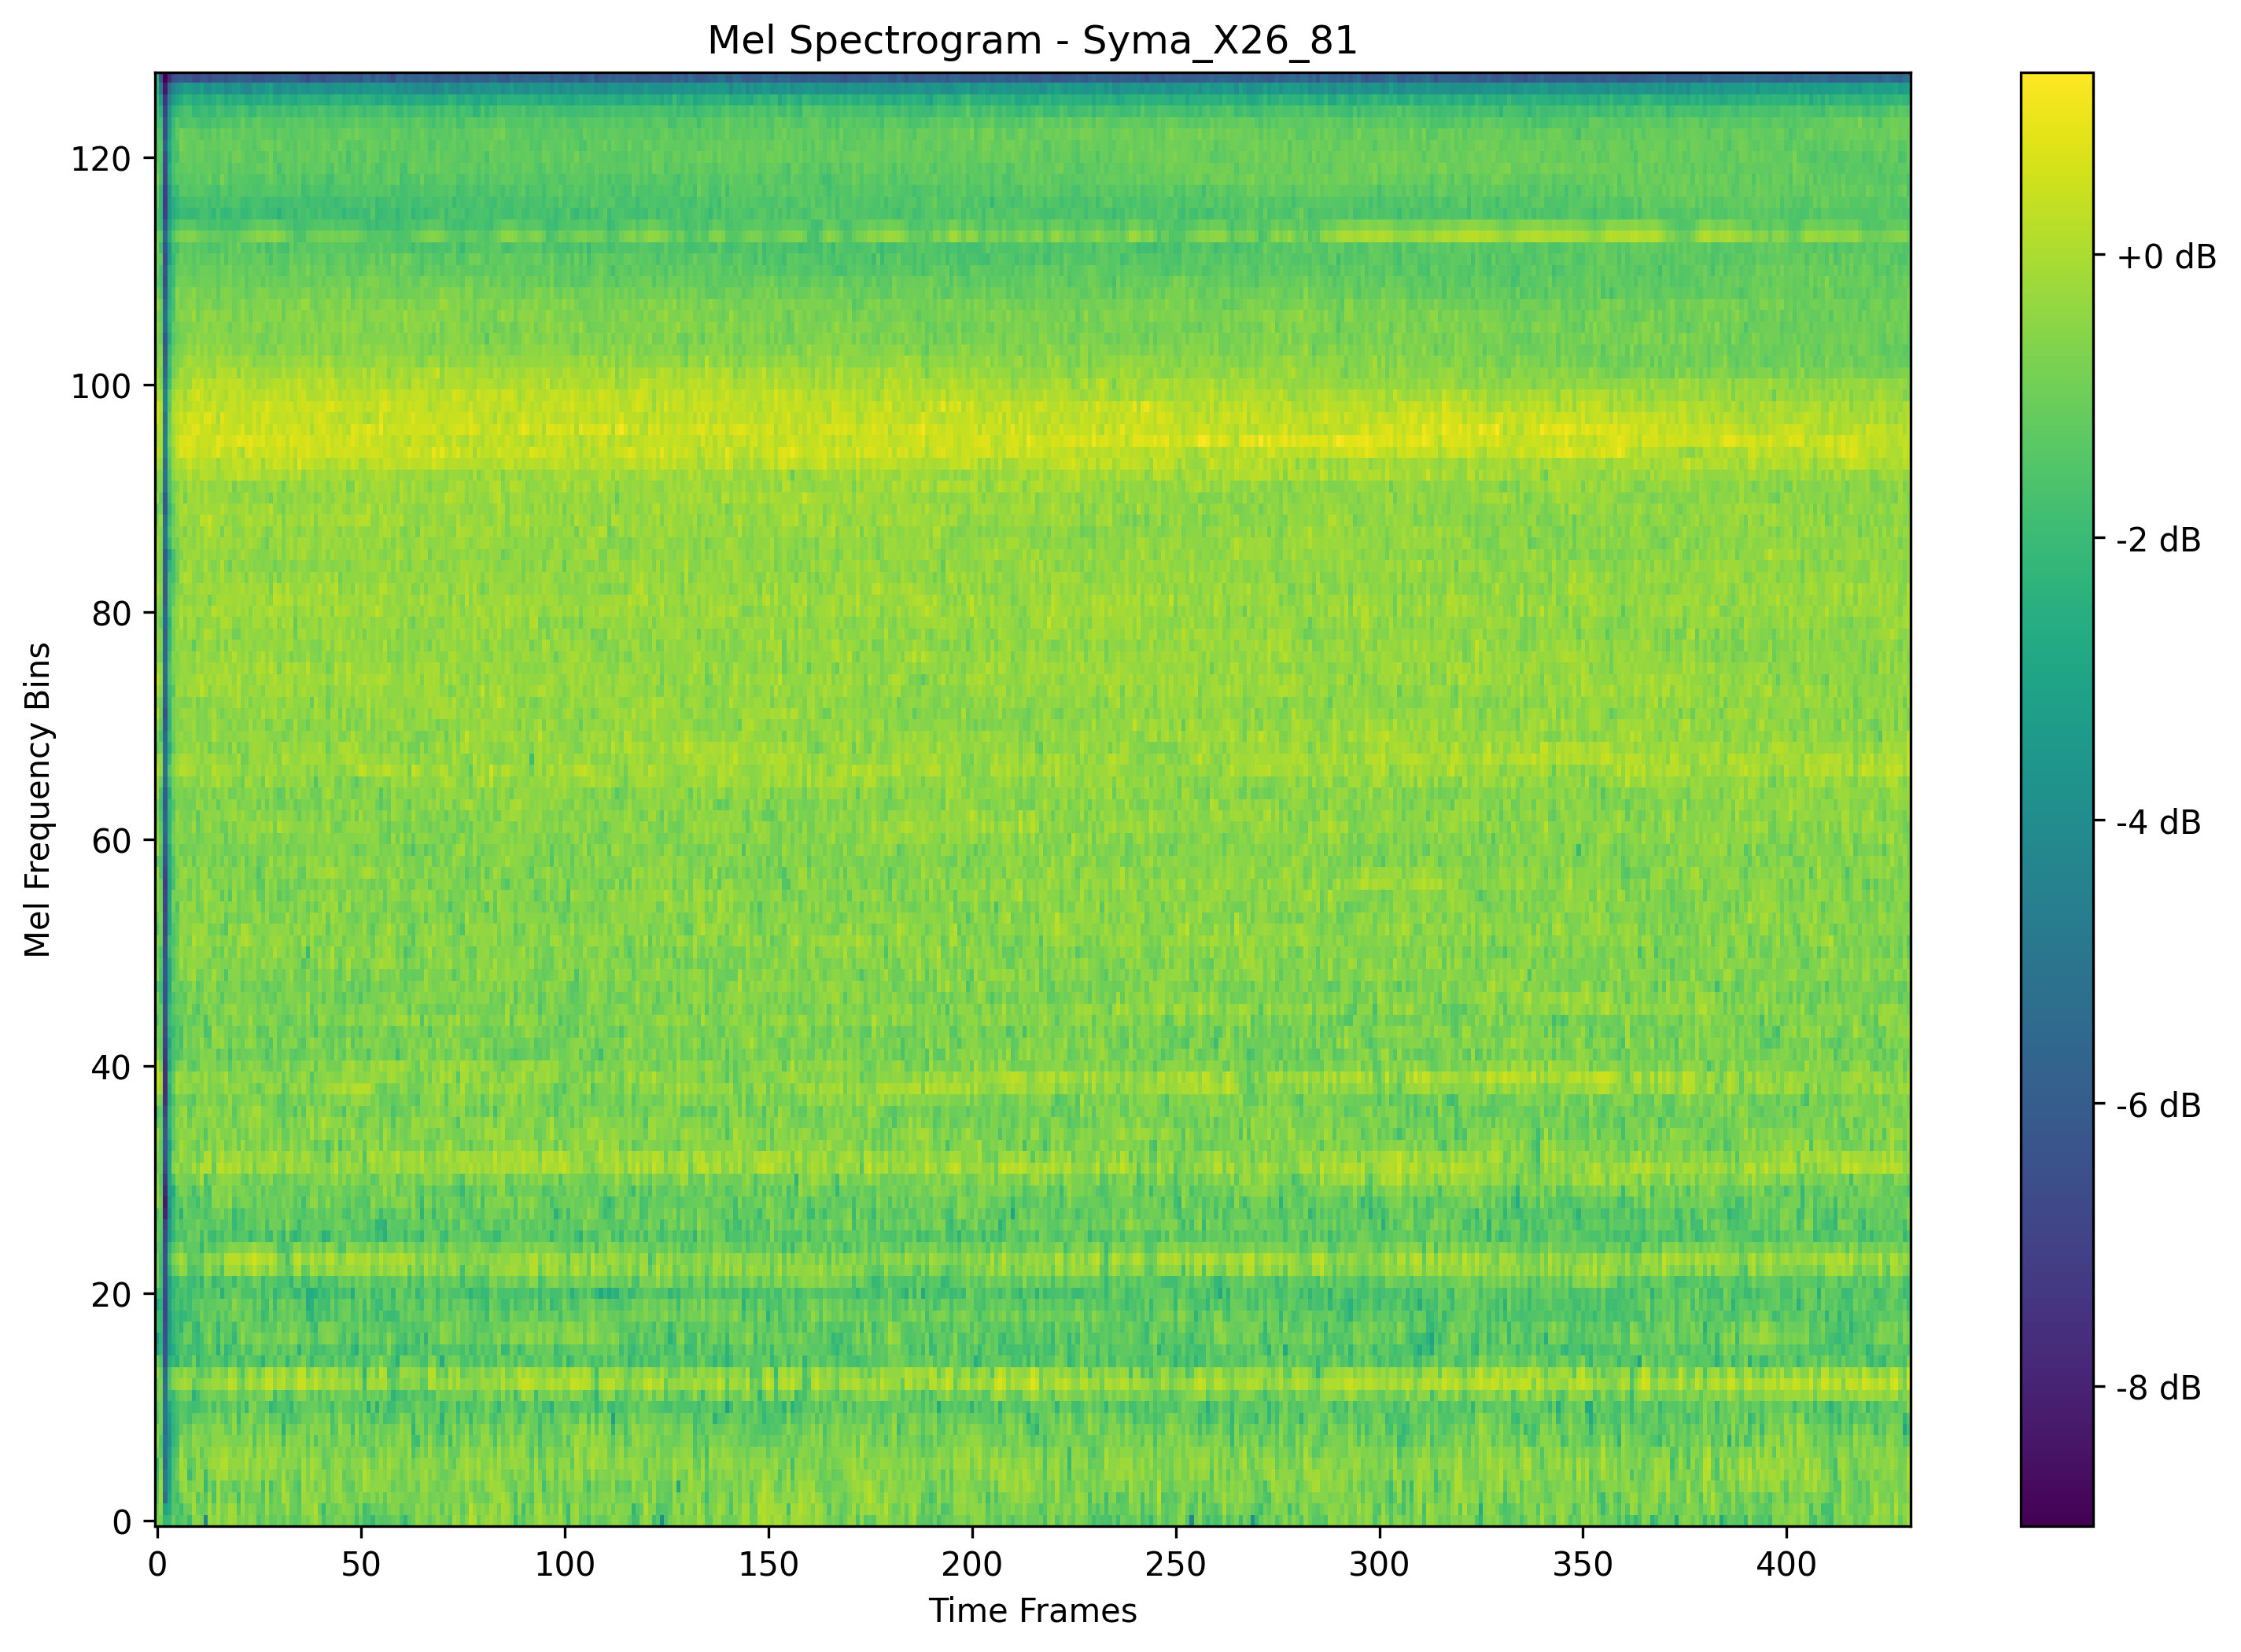 Mel Spectrogram - Syma_X26_81
Mel Frequency Bins
120
100
80
60
40
20
0
0 50 100 150 200 250 300 350 400
Time Frames
+0 dB
-2 dB
-4 dB
-6 dB
-8 dB